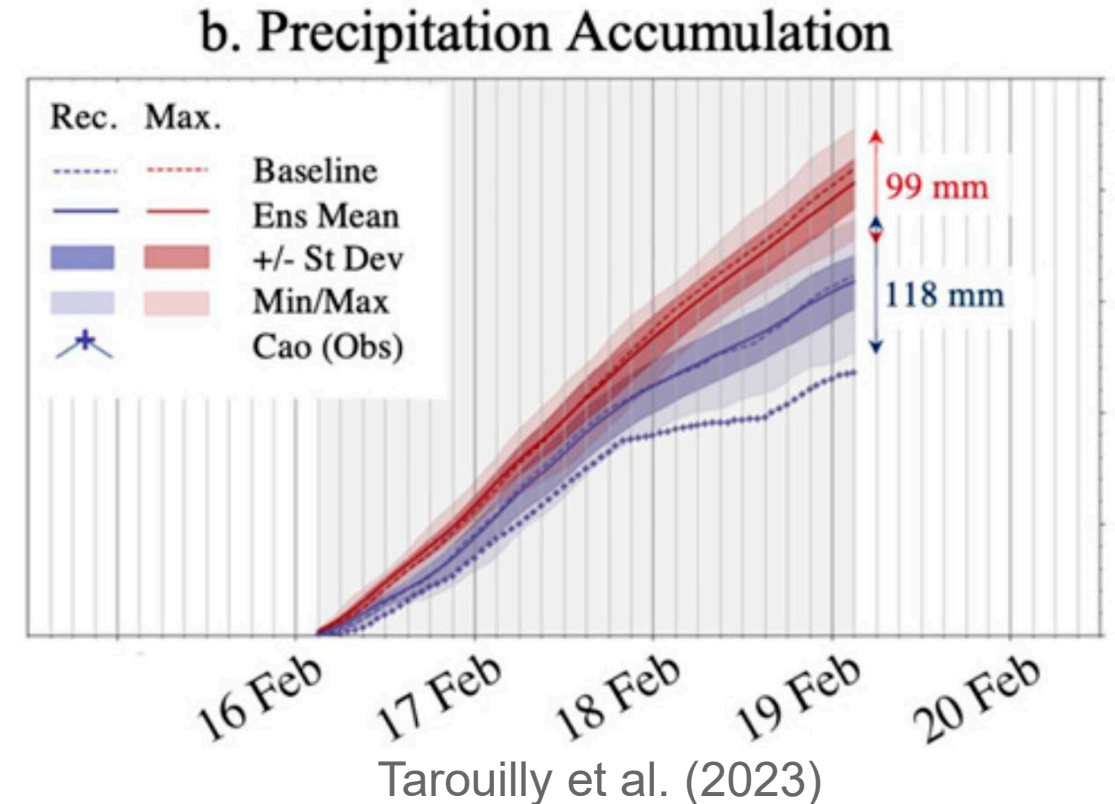 b. Precipitation Accumulation
Rec. Max.
Baseline
Ens Mean
+/- St Dev
Min/Max
Cao (Obs)
99 mm
118 mm
16 Feb
17 Feb
18 Feb
19 Feb
20 Feb
Tarouilly et al. (2023)